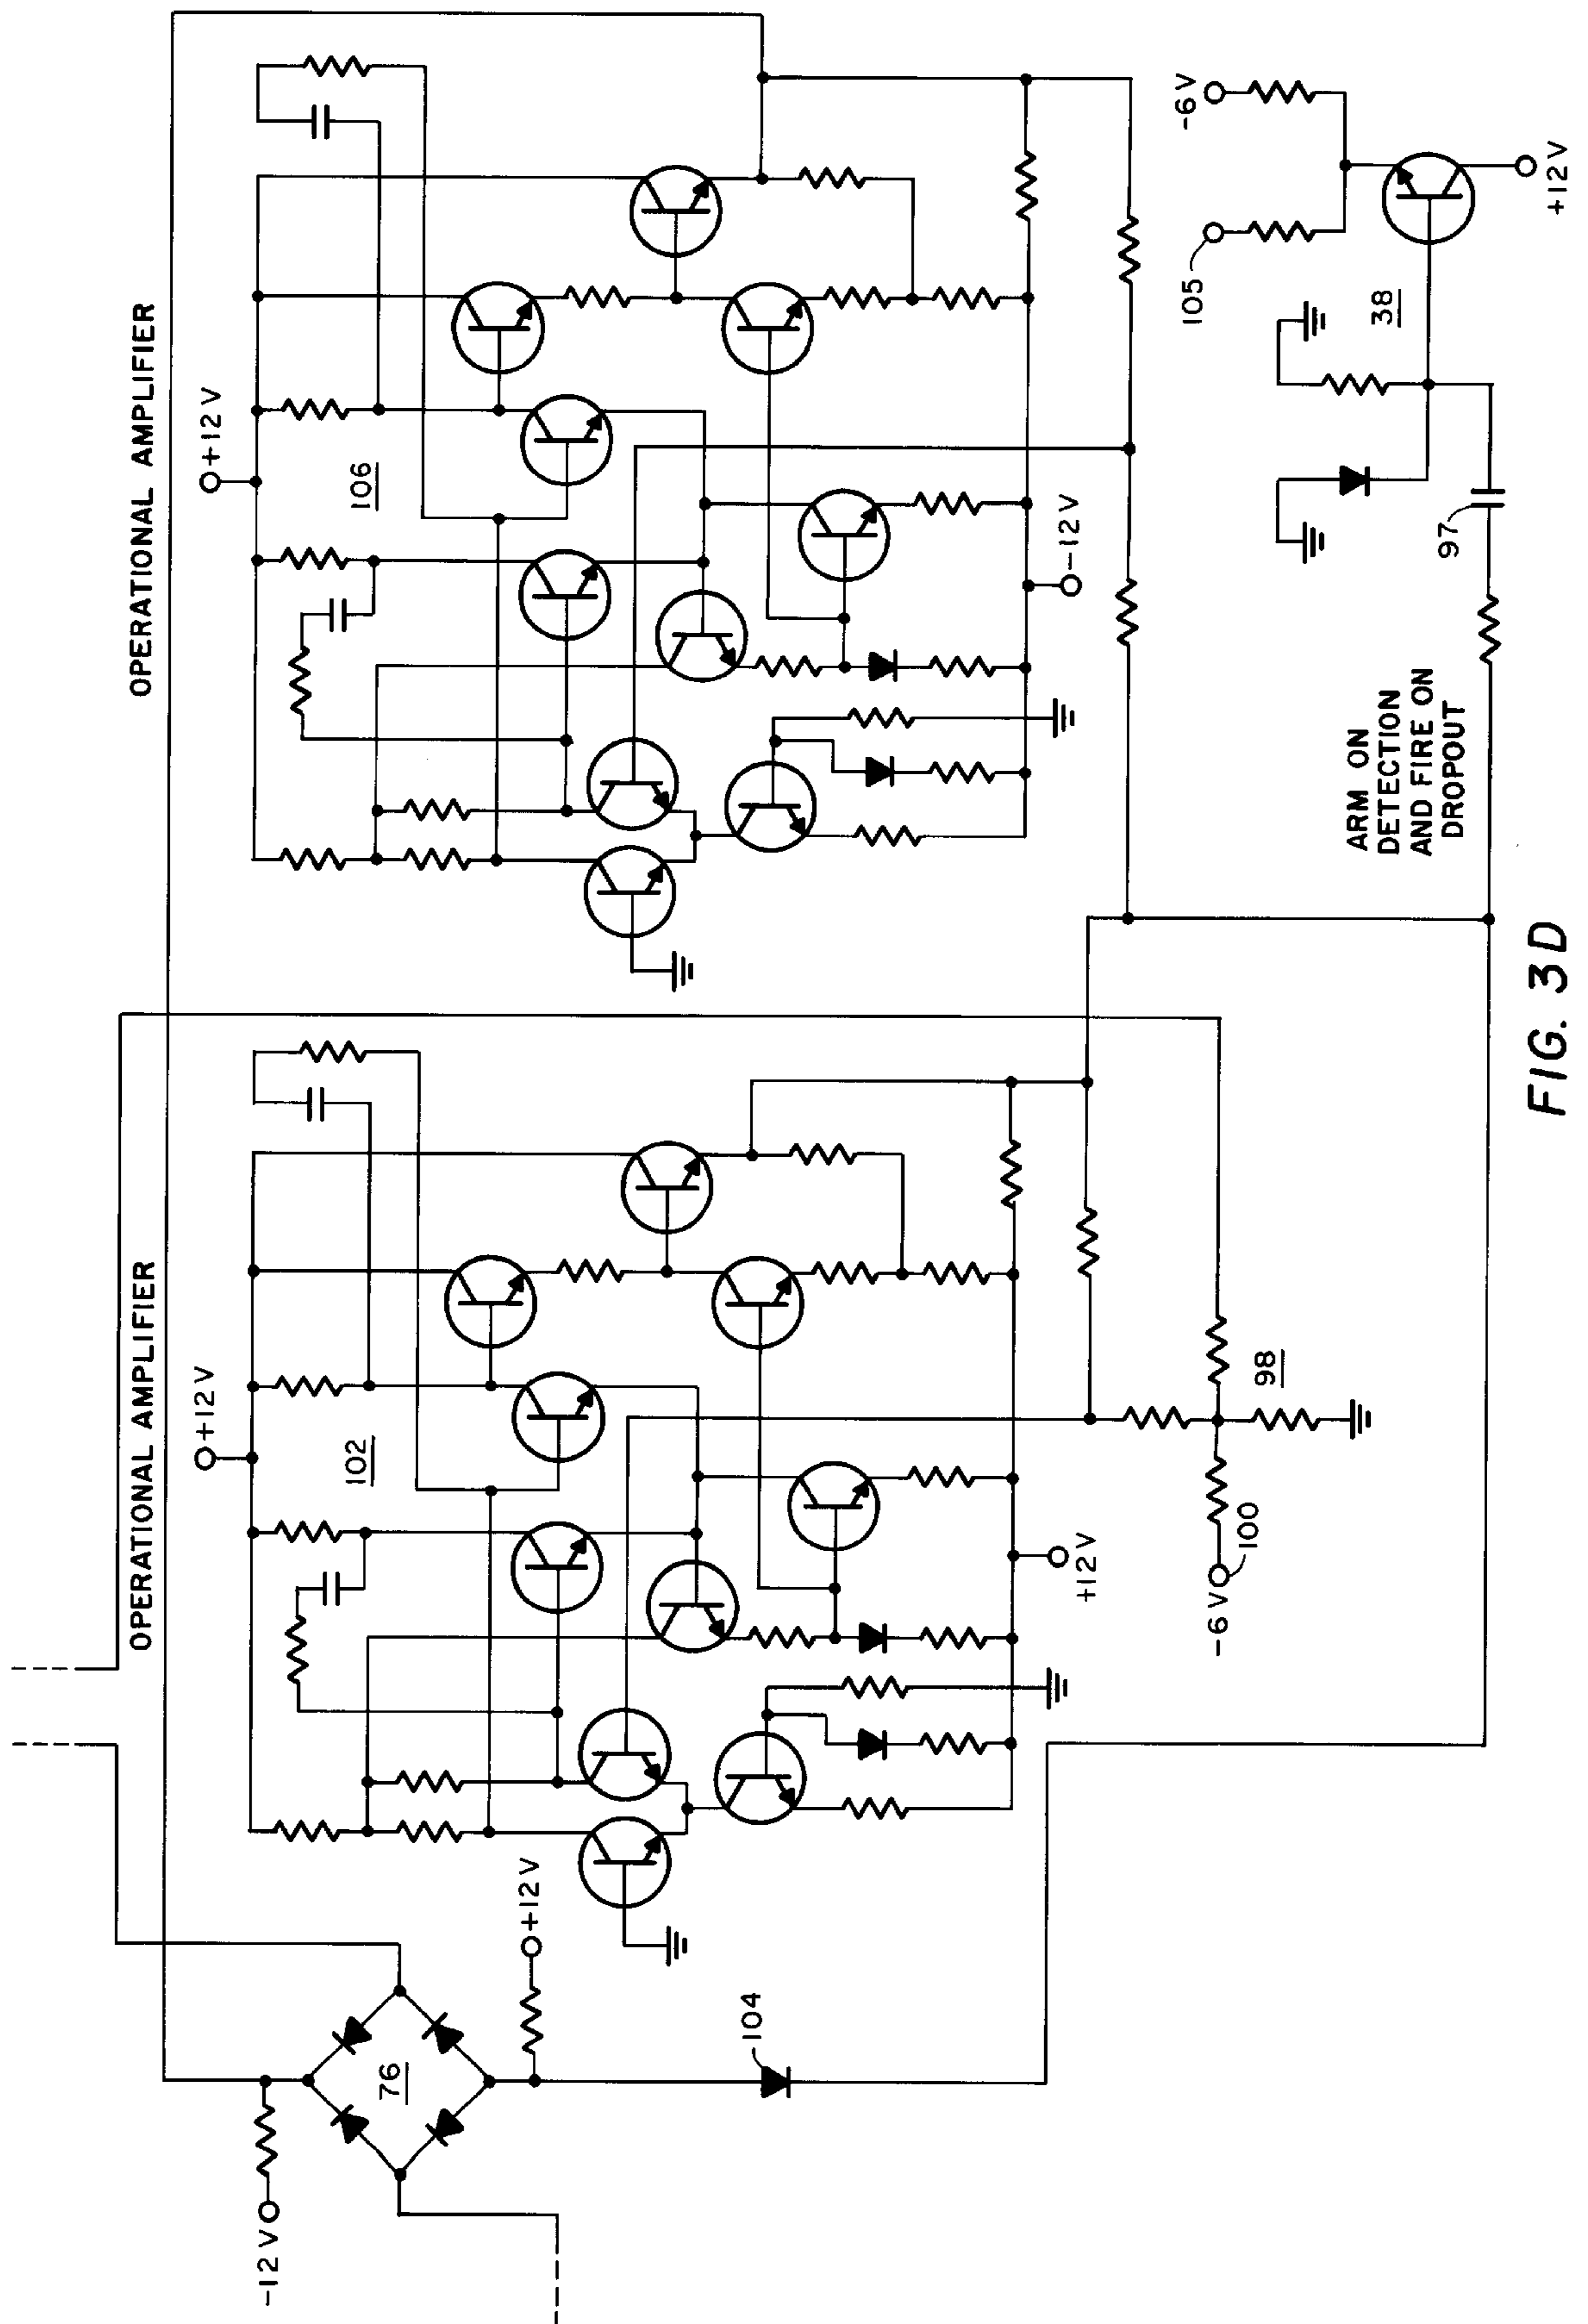 OPERATIONAL AMPLIFIER
OPERATIONAL AMPLIFIER
-12 V
76
+12 V
104
+12 V
102
+12 V
-6 V
100
98
+12 V
106
-12 V
ARM ON
DETECTION
AND FIRE ON
DROPOUT
97
38
105
-6 V
+12 V
FIG. 3D